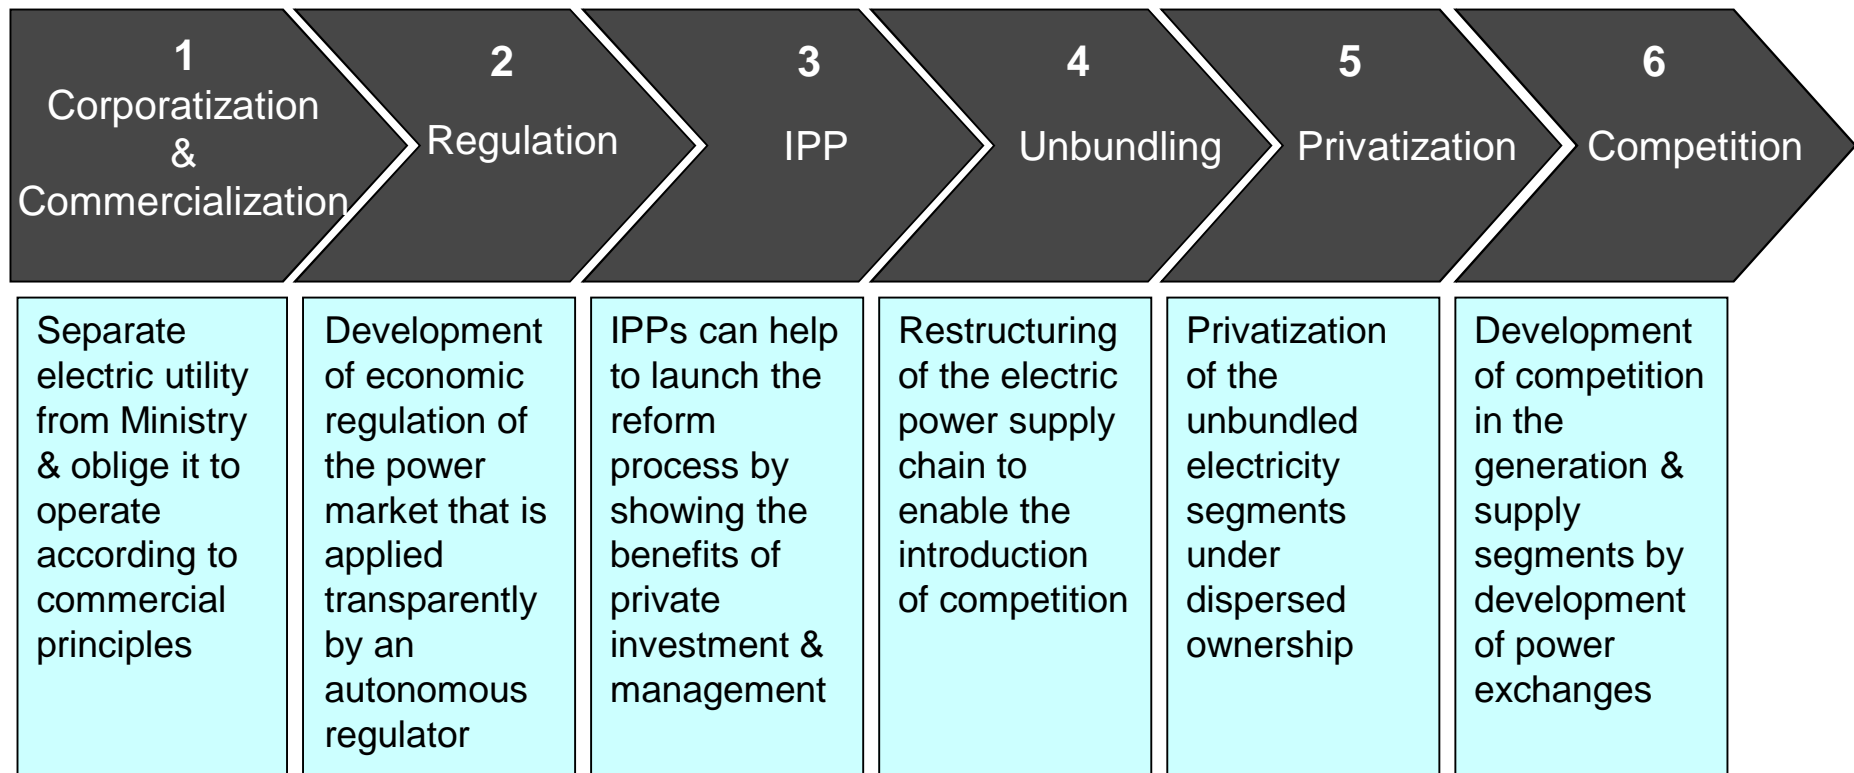 1
Corporatization
&
Commercialization
2
Regulation
3
IPP
4
Unbundling
5
Privatization
6
Competition
Separate
electric utility
from Ministry
& oblige it to
operate
according to
commercial
principles
Development
of economic
regulation of
the power
market that is
applied
transparently
by an
autonomous
regulator
IPPs can help
to launch the
reform
process by
showing the
benefits of
private
investment &
management
Restructuring
of the electric
power supply
chain to
enable the
introduction
of competition
Privatization
of the
unbundled
electricity
segments
under
dispersed
ownership
Development
of competition
in the
generation &
supply
segments by
development
of power
exchanges